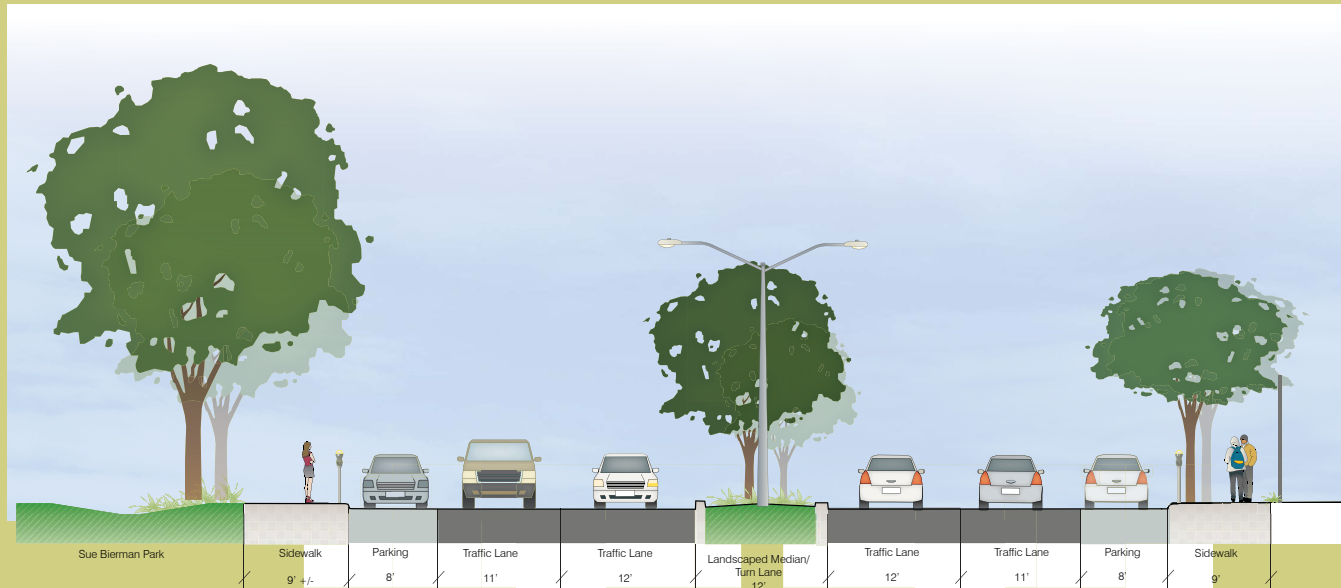 Sue Bierman Park
Sidewalk
9’ +/-
Parking
8’
Traffic Lane
11’
Traffic Lane
12’
Landscaped Median/
Turn Lane
12’
Traffic Lane
12’
Traffic Lane
11’
Parking
8’
Sidewalk
9’